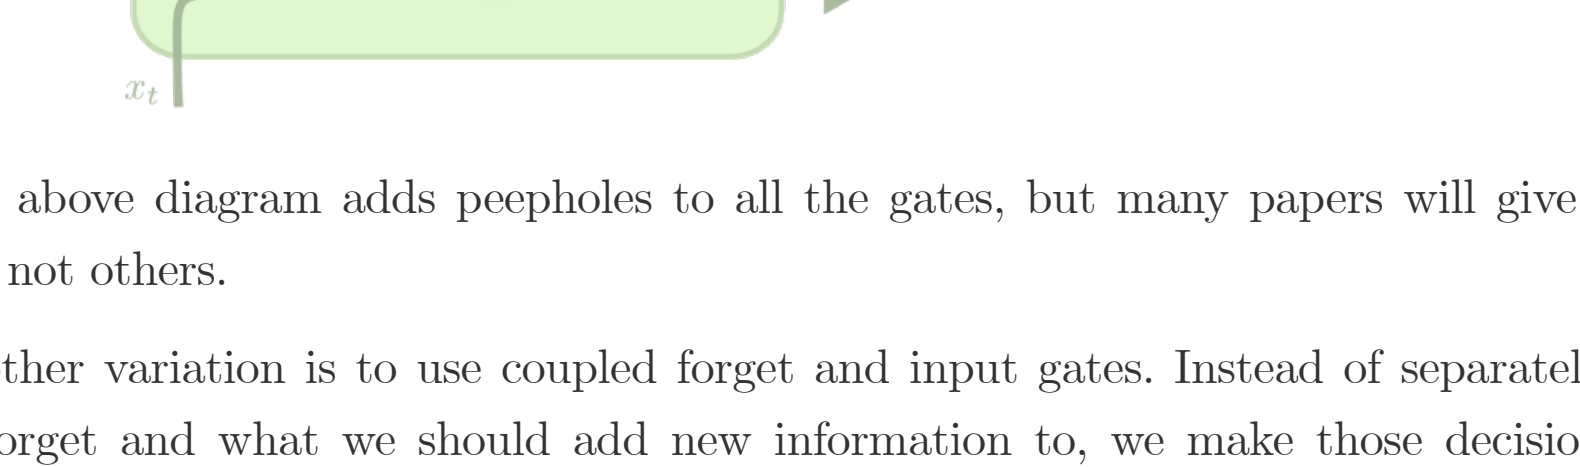 x_t
above diagram adds peepholes to all the gates, but many papers will give
not others.
ther variation is to use coupled forget and input gates. Instead of separatel
orget and what we should add new information to, we make those decisio